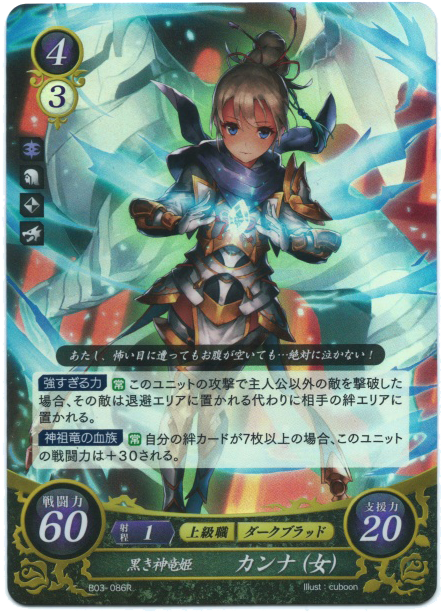 4
3
あたし、怖い目に遭ってもお腹が空いても…絶対に泣かない!
強すぎる力 常 このユニットの攻撃で主人公以外の敵を撃破した
場合、その敵は退避エリアに置かれる代わりに相手の絆エリア
に置かれる。
神祖竜の血族 常 自分の絆カードが7枚以上の場合、このユニット
の戦闘力は+30される。
戦闘力 60
射程 1 上級職 ダークブラッド
支援力 20
黒き神竜姫 カンナ(女)
B03-086R Illust:cuboon